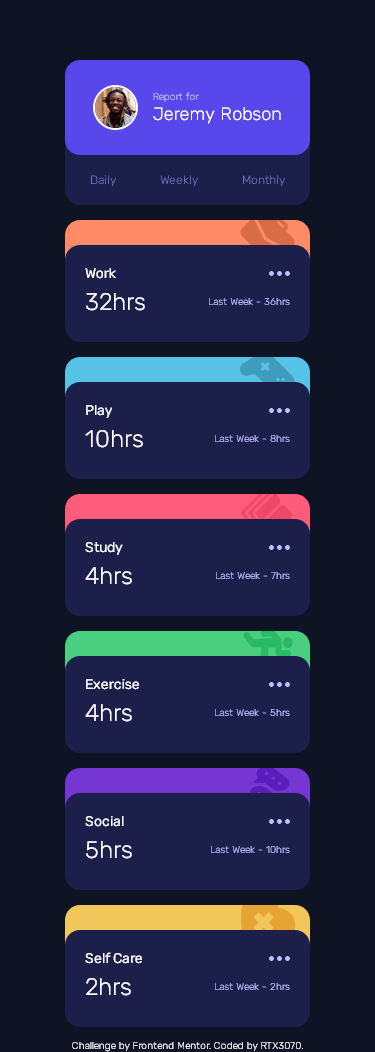 Report for
Jeremy Robson
Daily Weekly Monthly
Work
32hrs Last Week - 36hrs
Play
10hrs Last Week - 8hrs
Study
4hrs Last Week - 7hrs
Exercise
4hrs Last Week - 5hrs
Social
5hrs Last Week - 10hrs
Self Care
2hrs Last Week - 2hrs
Challenge by Frontend Mentor. Coded by RTX3070.